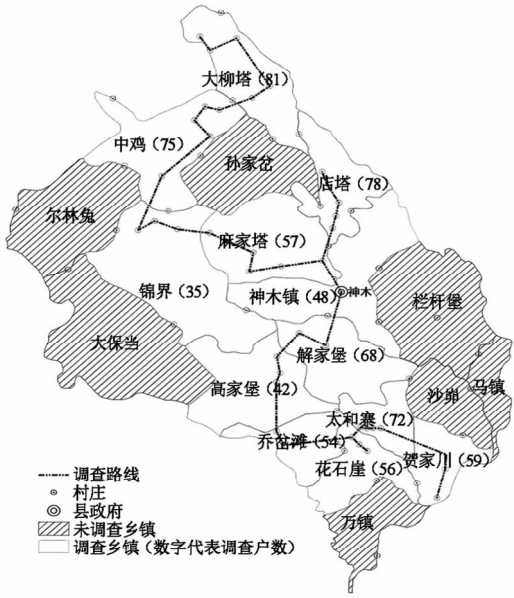 大柳塔（81）
中鸡（75）
孙家岔
店塔（78）
尔林兔
麻家塔（57）
锦界（35）
神木镇（48）
神木
栏杆堡
大保当
解家堡（68）
高家堡（42）
沙峁
马镇
太和寨（72）
乔岔滩（54）
贺家川（59）
花石崖（56）
万镇
调查路线
村庄
县政府
未调查乡镇
调查乡镇（数字代表调查户数）